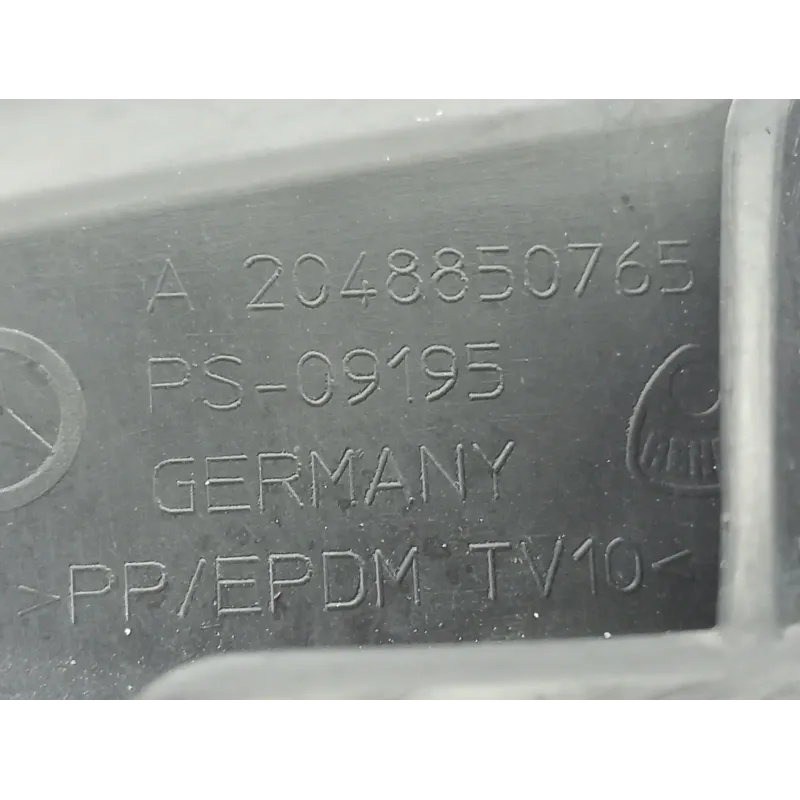 A 2048850765
PS-09195
GERMANY
>PP/EPDM TV10<